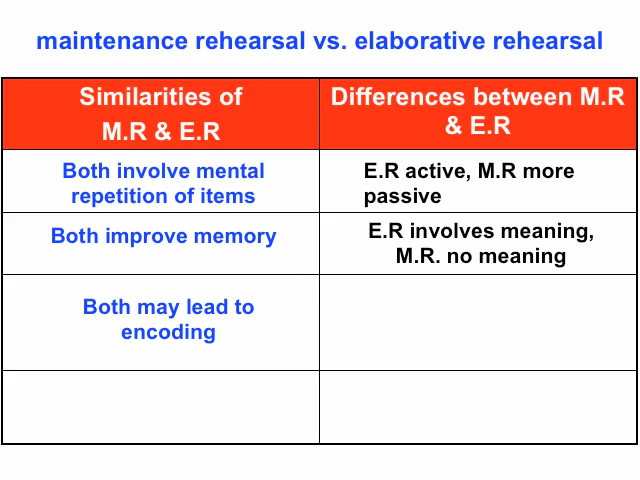 maintenance rehearsal vs. elaborative rehearsal
Similarities of
M.R & E.R
Differences between M.R
& E.R
Both involve mental
repetition of items
E.R active, M.R more
passive
Both improve memory
E.R involves meaning,
M.R. no meaning
Both may lead to
encoding